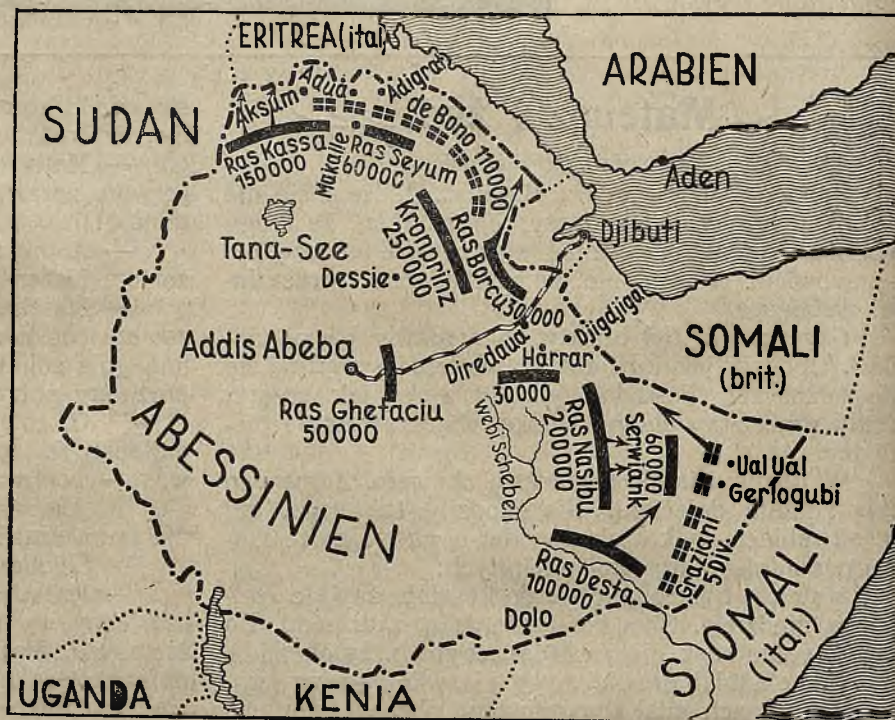 ERITREA (ital.)
ARABIEN
SUDAN
Aksum
Adua
Adigrat
de Bono 110000
Ras Kassa
150000
Makalle
Ras Seyum
60000
Aden
Tana-See
Kronprinz
250000
Ras Borcu
30000
Djibuti
Dessie
Djigdjiga
Addis Abeba
Diredaua
Harrar
30000
SOMALI
(brit.)
Ras Ghetaciu
50000
Webi Schebeli
Ras Nasibu
200000
Serwiank
60000
Ual Ual
Gerlogubi
ABESSINIEN
Graziani
5 DIV.
Ras Desta
100000
Dolo
SOMALI
(ital.)
UGANDA
KENIA